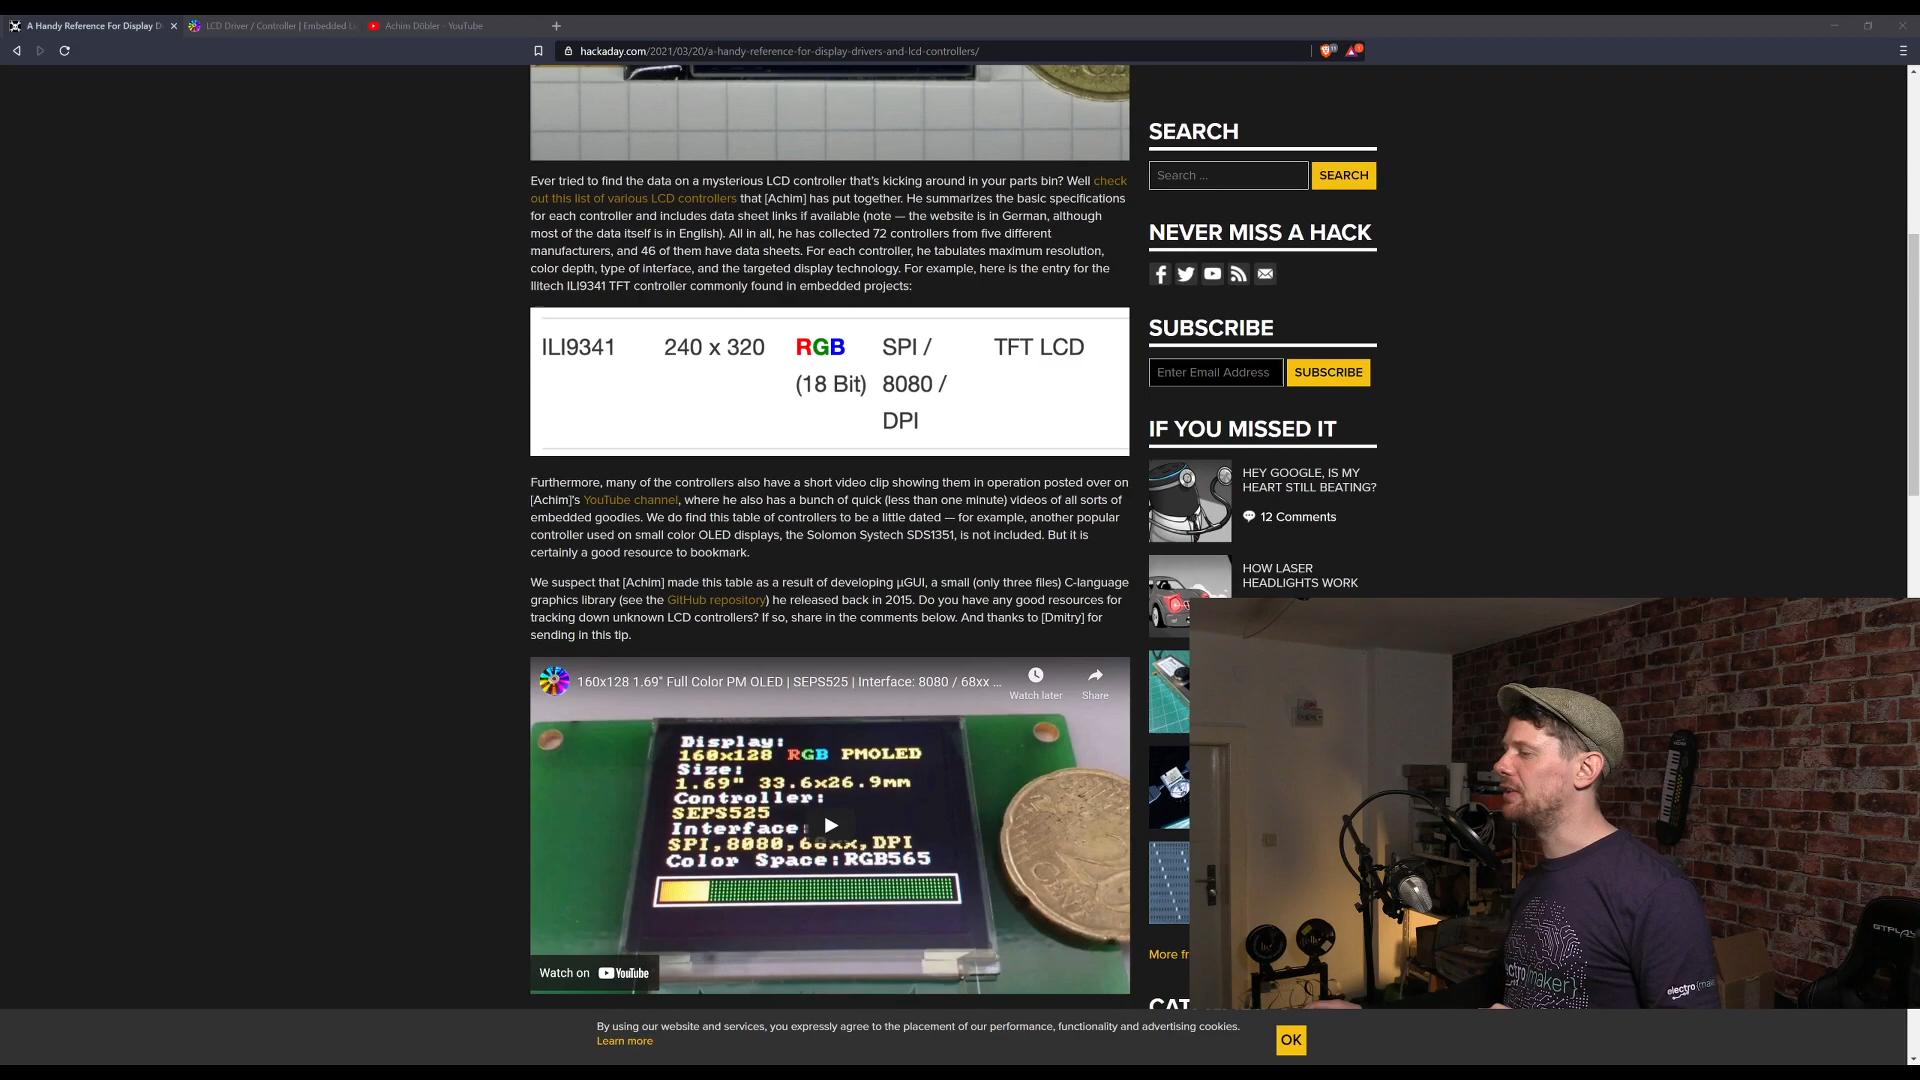 A Handy Reference For Display D
LCD Driver / Controller | Embedded Li
Achim Döbler - YouTube
hackaday.com/2021/03/20/a-handy-reference-for-display-drivers-and-lcd-controllers/
Ever tried to find the data on a mysterious LCD controller that's kicking around in your parts bin? Well check
out this list of various LCD controllers that [Achim] has put together. He summarizes the basic specifications
for each controller and includes data sheet links if available (note — the website is in German, although
most of the data itself is in English). All in all, he has collected 72 controllers from five different
manufacturers, and 46 of them have data sheets. For each controller, he tabulates maximum resolution,
color depth, type of interface, and the targeted display technology. For example, here is the entry for the
Ilitech ILI9341 TFT controller commonly found in embedded projects:
ILI9341 240 x 320 RGB SPI / TFT LCD
(18 Bit) 8080 /
DPI
Furthermore, many of the controllers also have a short video clip showing them in operation posted over on
[Achim]'s YouTube channel, where he also has a bunch of quick (less than one minute) videos of all sorts of
embedded goodies. We do find this table of controllers to be a little dated — for example, another popular
controller used on small color OLED displays, the Solomon Systech SDS1351, is not included. But it is
certainly a good resource to bookmark.
We suspect that [Achim] made this table as a result of developing µGUI, a small (only three files) C-language
graphics library (see the GitHub repository) he released back in 2015. Do you have any good resources for
tracking down unknown LCD controllers? If so, share in the comments below. And thanks to [Dmitry] for
sending in this tip.
160x128 1.69" Full Color PM OLED | SEPS525 | Interface: 8080 / 68xx ...
Watch later
Share
Display:
160x128 RGB PMOLED
Size:
1.69" 33.6x26.9mm
Controller:
SEPS525
Interface:
SPI,8080,68xx,DPI
Color Space:RGB565
Watch on YouTube
SEARCH
Search ...
SEARCH
NEVER MISS A HACK
SUBSCRIBE
Enter Email Address
SUBSCRIBE
IF YOU MISSED IT
HEY GOOGLE, IS MY
HEART STILL BEATING?
12 Comments
HOW LASER
HEADLIGHTS WORK
More fr
CAT
electro{mai
ctro{maker}
GTPLAY
By using our website and services, you expressly agree to the placement of our performance, functionality and advertising cookies.
Learn more
OK